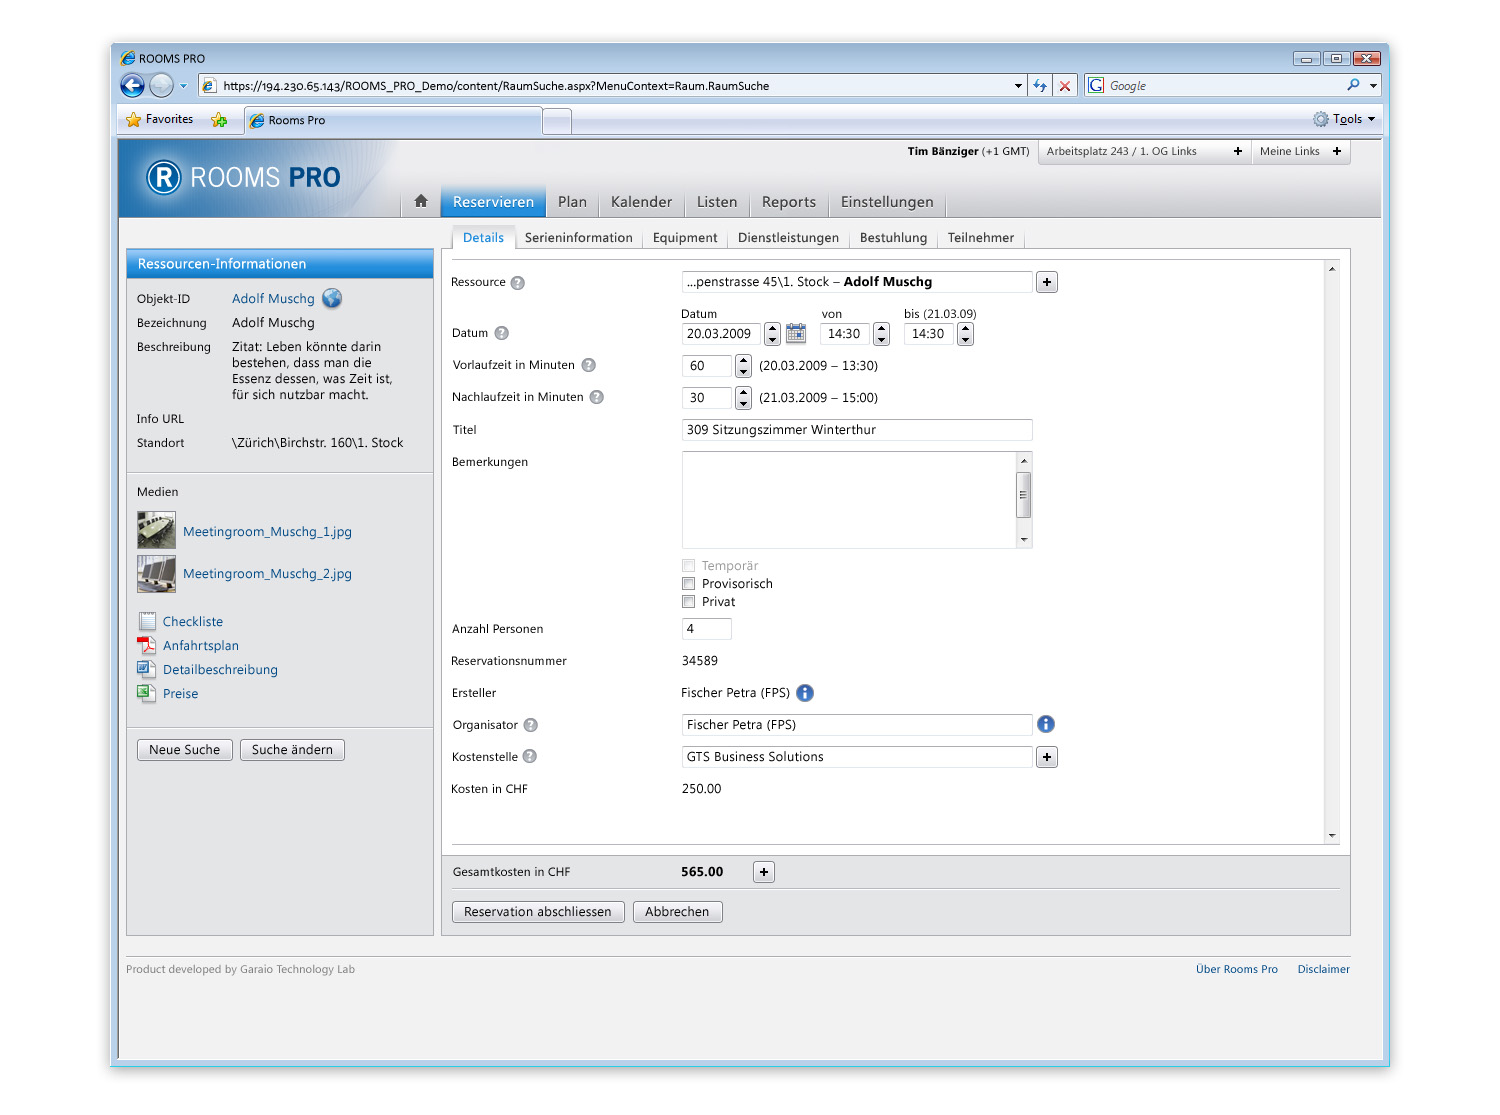 ROOMS PRO
https://194.230.65.143/ROOMS_PRO_Demo/content/RaumSuche.aspx?MenuContext=Raum.RaumSuche
Google
Favorites
Rooms Pro
Tools
Tim Bänziger (+1 GMT)
Arbeitsplatz 243 / 1. OG Links +
Meine Links +
R ROOMS PRO
Reservieren Plan Kalender Listen Reports Einstellungen
Details Serieninformation Equipment Dienstleistungen Bestuhlung Teilnehmer
Ressourcen-Informationen
Objekt-ID Adolf Muschg
Bezeichnung Adolf Muschg
Beschreibung Zitat: Leben könnte darin
bestehen, dass man die
Essenz dessen, was Zeit ist,
für sich nutzbar macht.
Info URL
Standort \Zürich\Birchstr. 160\1. Stock
Medien
Meetingroom_Muschg_1.jpg
Meetingroom_Muschg_2.jpg
Checkliste
Anfahrtsplan
Detailbeschreibung
Preise
Neue Suche Suche ändern
Ressource ? ...penstrasse 45\1. Stock – Adolf Muschg +
Datum von bis (21.03.09)
Datum ? 20.03.2009 14:30 14:30
Vorlaufzeit in Minuten ? 60 (20.03.2009 – 13:30)
Nachlaufzeit in Minuten ? 30 (21.03.2009 – 15:00)
Titel 309 Sitzungszimmer Winterthur
Bemerkungen
Temporär
Provisorisch
Privat
Anzahl Personen 4
Reservationsnummer 34589
Ersteller Fischer Petra (FPS) i
Organisator ? Fischer Petra (FPS) i
Kostenstelle ? GTS Business Solutions +
Kosten in CHF 250.00
Gesamtkosten in CHF 565.00 +
Reservation abschliessen Abbrechen
Product developed by Garaio Technology Lab
Über Rooms Pro Disclaimer